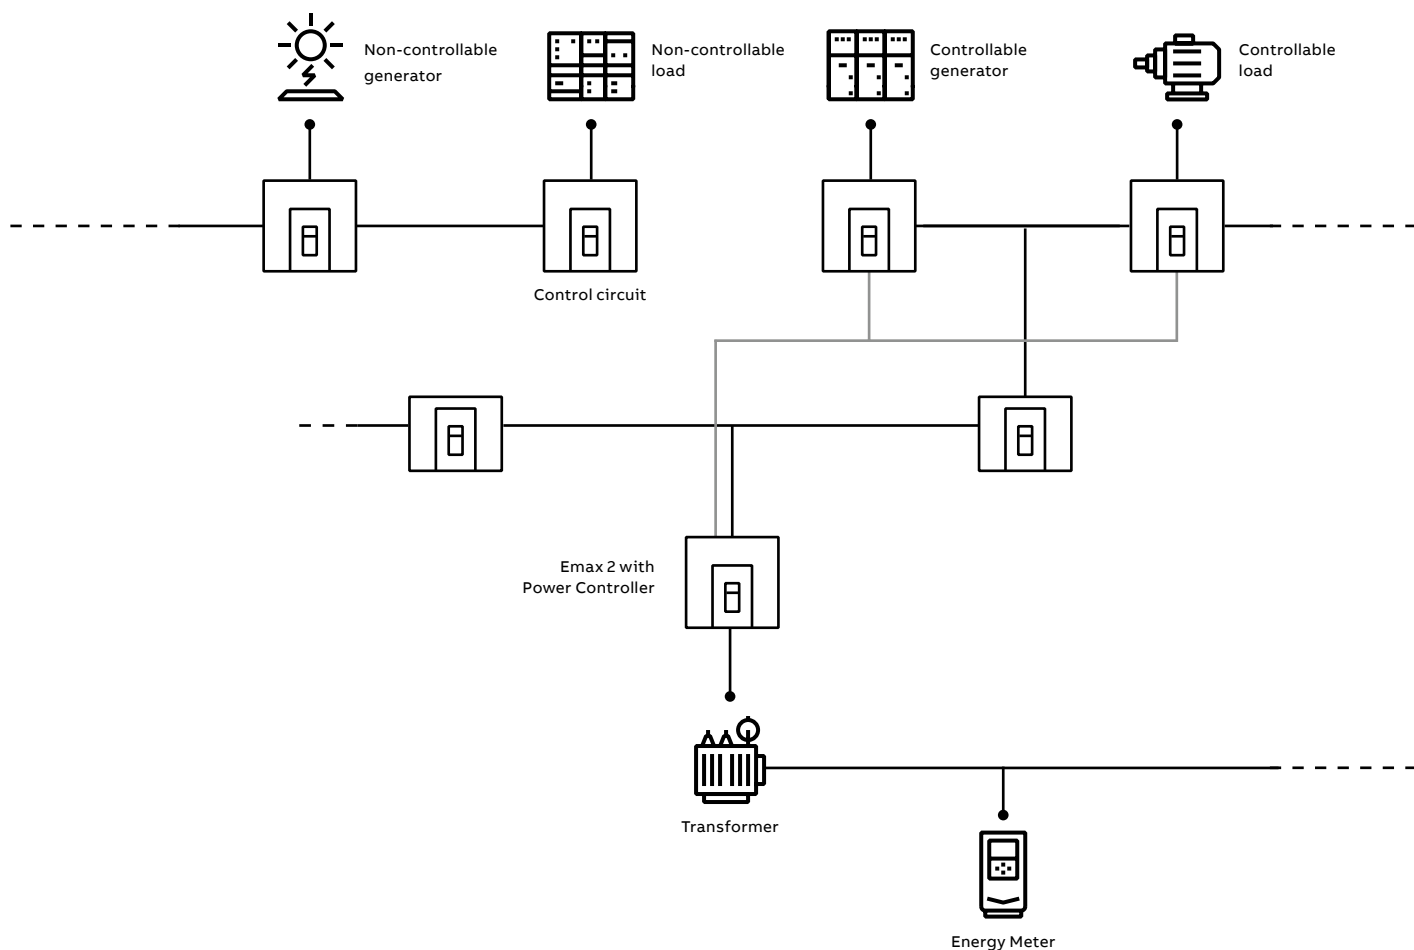 Non-controllable
generator
Non-controllable
load
Controllable
generator
Controllable
load
Control circuit
Emax 2 with
Power Controller
Transformer
Energy Meter